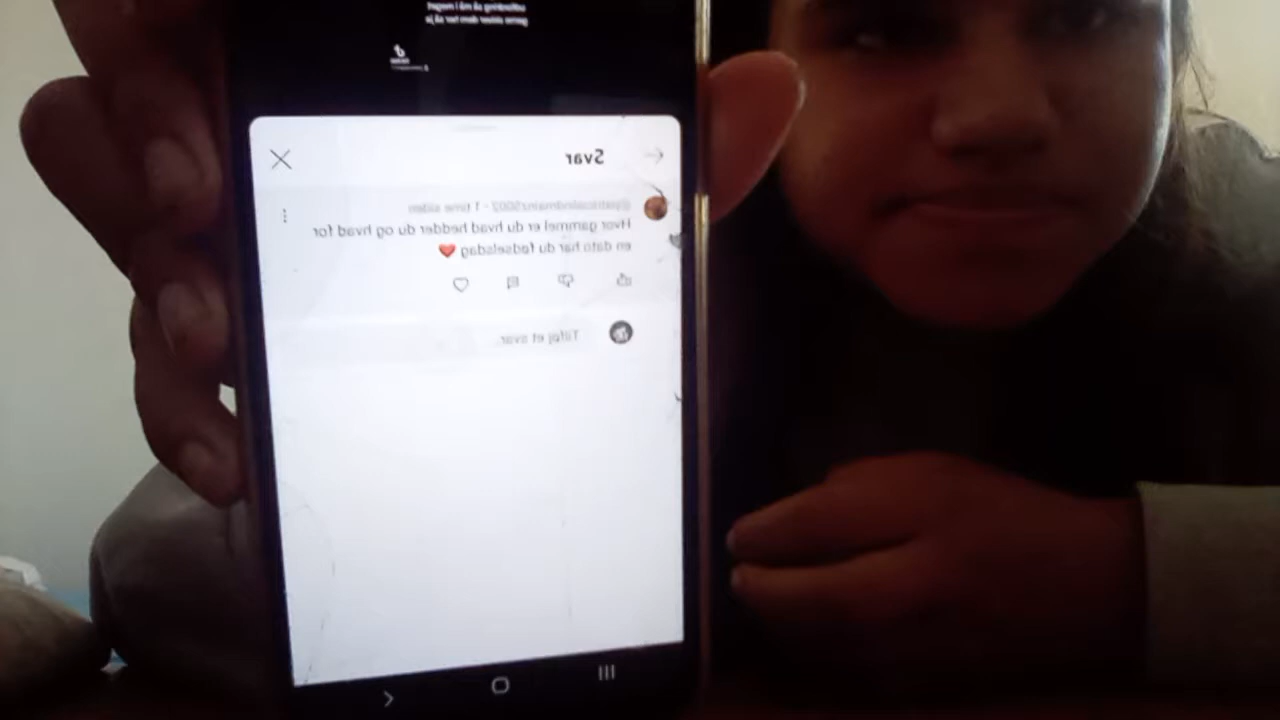 Svar
@patricialindmainz5002 • 1 time siden
Hvor gammel er du hvad hedder du og hvad for
en dato har du fødselsdag ❤️
Tilføj et svar...